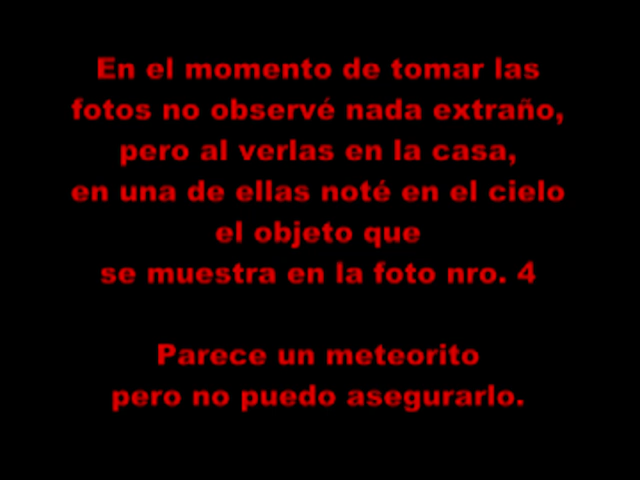 En el momento de tomar las
fotos no observé nada extraño,
pero al verlas en la casa,
en una de ellas noté en el cielo
el objeto que
se muestra en la foto nro. 4
Parece un meteorito
pero no puedo asegurarlo.